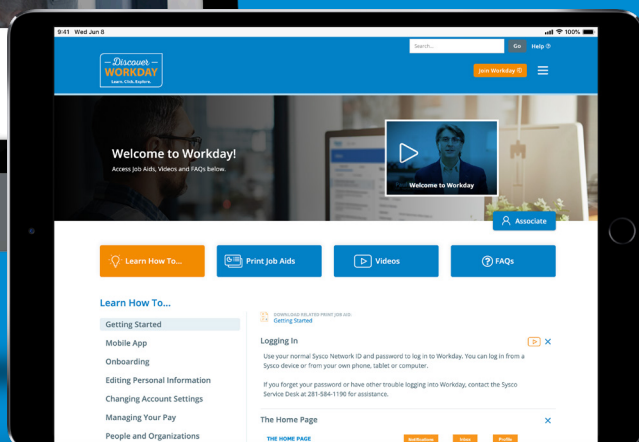 9:41 Wed Jun 8
100%
Search...
Go
Help
Discover
WORKDAY
Learn. Click. Explore.
Join Workday
Welcome to Workday!
Access Job Aids, Videos and FAQs below.
Welcome to Workday
Associate
Learn How To...
Print Job Aids
Videos
FAQs
Learn How To...
Getting Started
Mobile App
Onboarding
Editing Personal Information
Changing Account Settings
Managing Your Pay
People and Organizations
DOWNLOAD RELATED PRINT JOB AID:
Getting Started
Logging In
Use your normal Sysco Network ID and password to log in to Workday. You can log in from a
Sysco device or from your own phone, tablet or computer.
If you forget your password or have other trouble logging into Workday, contact the Sysco
Service Desk at 281-584-1190 for assistance.
The Home Page
THE HOME PAGE
Notifications
Inbox
Profile